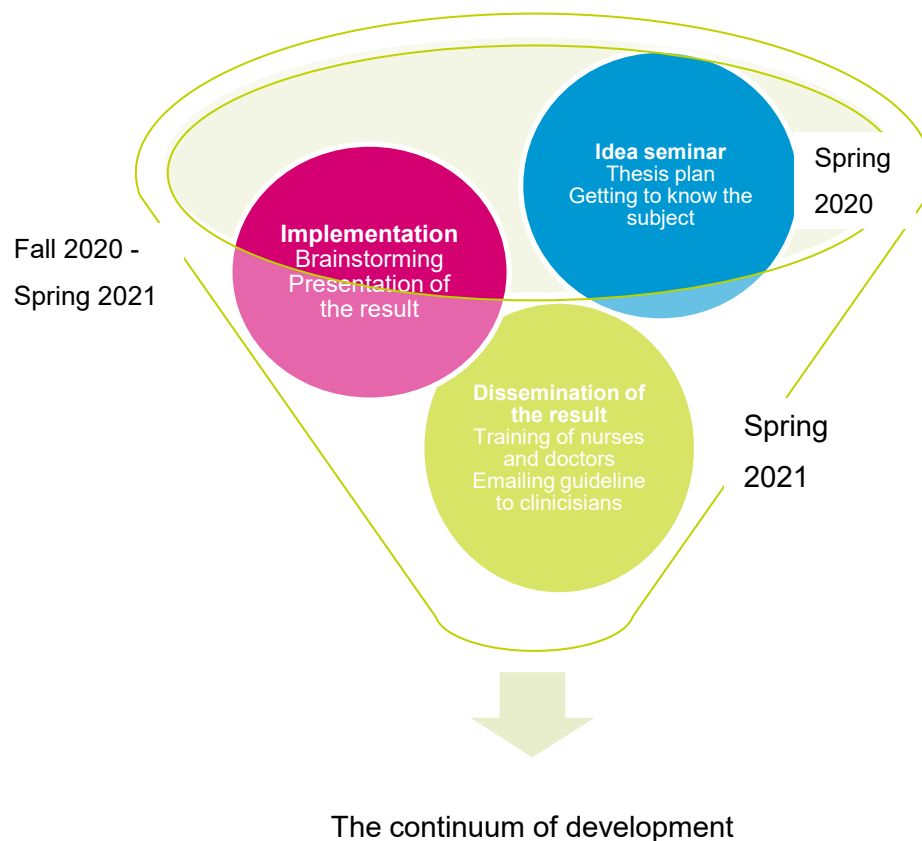 Idea seminar
Thesis plan
Getting to know the
subject
Spring
2020
Implementation
Brainstorming
Presentation of
the result
Fall 2020 -
Spring 2021
Dissemination of
the result
Training of nurses
and doctors
Emailing guideline
to clinicisians
Spring
2021
The continuum of development